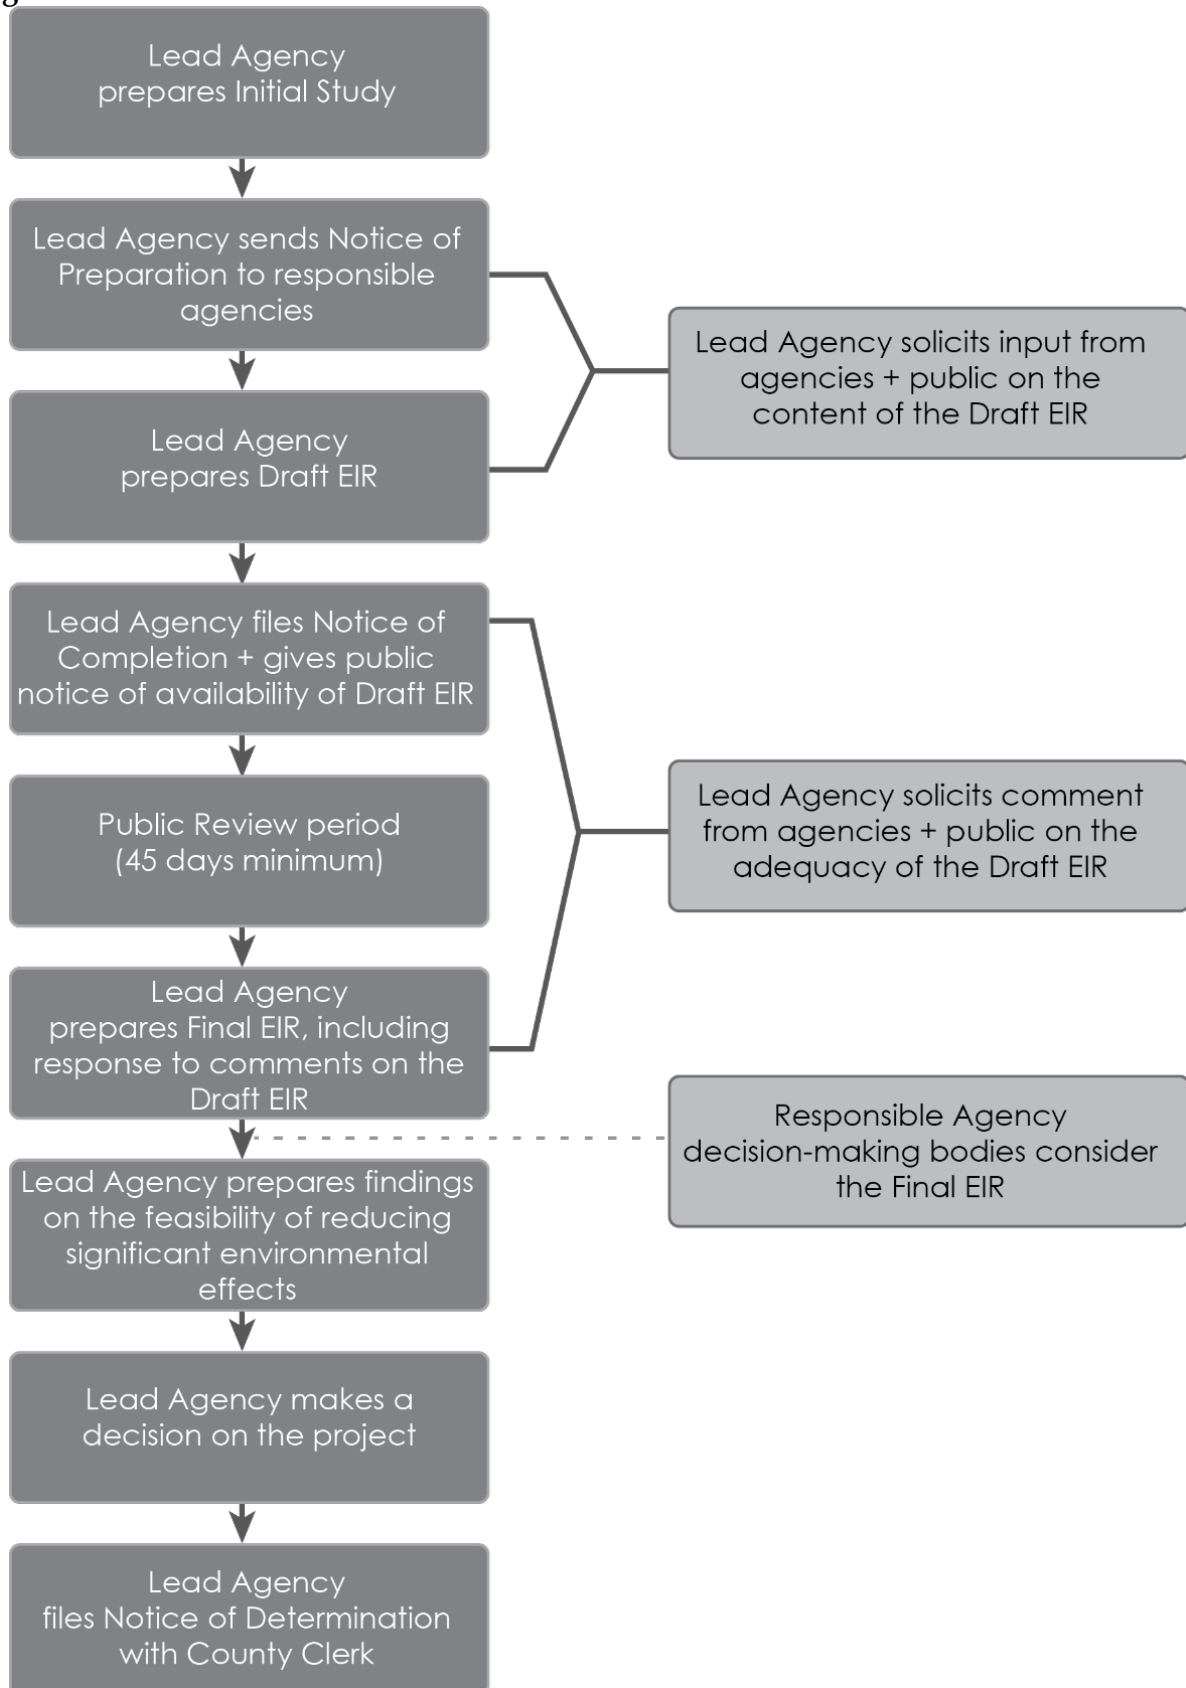 Lead Agency
prepares Initial Study
Lead Agency sends Notice of
Preparation to responsible
agencies
Lead Agency solicits input from
agencies + public on the
content of the Draft EIR
Lead Agency
prepares Draft EIR
Lead Agency files Notice of
Completion + gives public
notice of availability of Draft EIR
Public Review period
(45 days minimum)
Lead Agency solicits comment
from agencies + public on the
adequacy of the Draft EIR
Lead Agency
prepares Final EIR, including
response to comments on the
Draft EIR
Responsible Agency
decision-making bodies consider
the Final EIR
Lead Agency prepares findings
on the feasibility of reducing
significant environmental
effects
Lead Agency makes a
decision on the project
Lead Agency
files Notice of Determination
with County Clerk